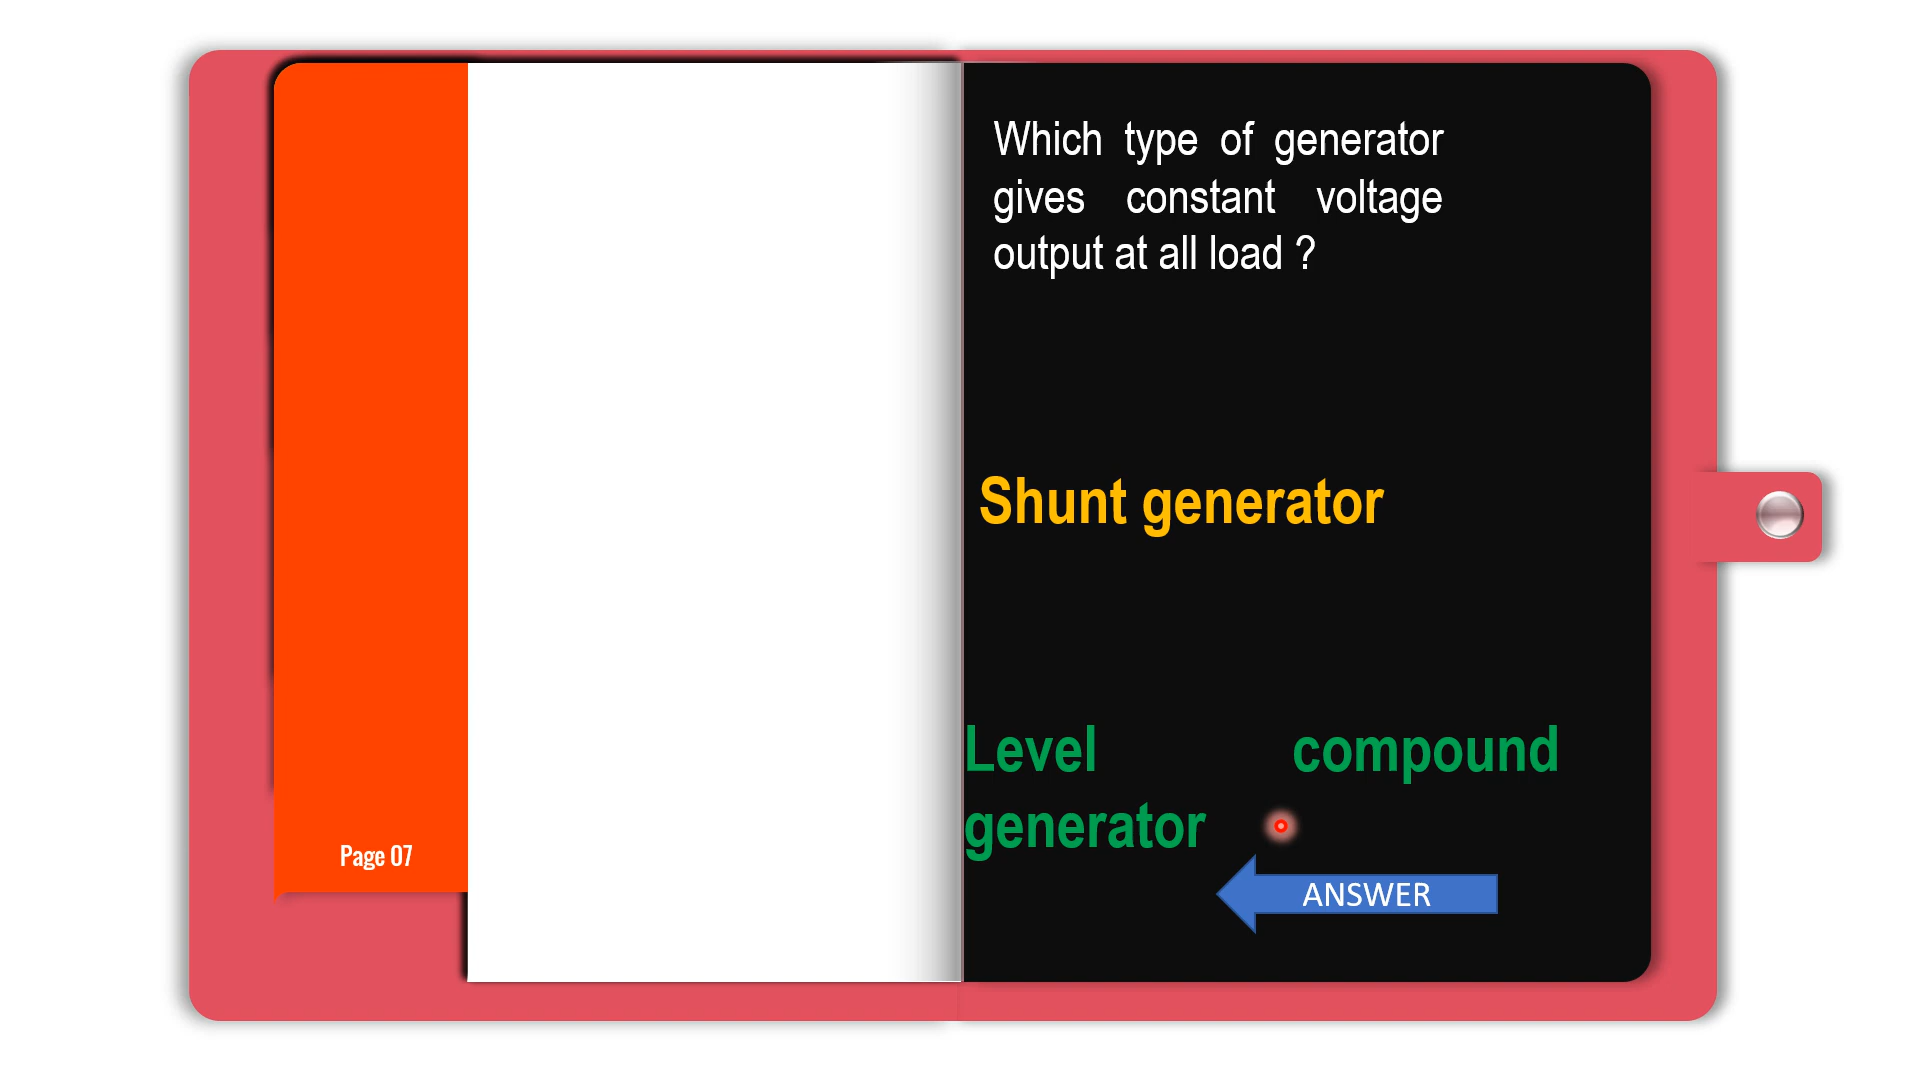 Which type of generator
gives constant voltage
output at all load ?
Shunt generator
Level compound
generator
ANSWER
Page 07